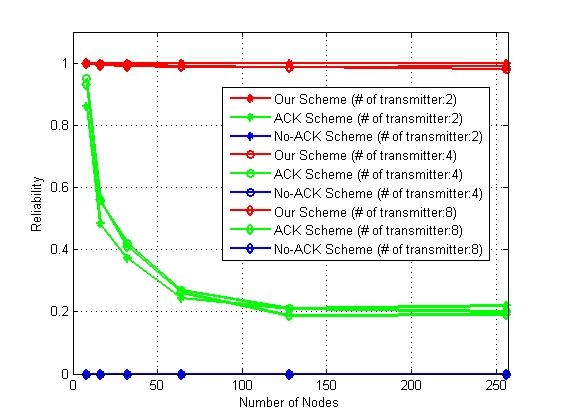 1
0.8
0.6
0.4
0.2
0
Reliability
Our Scheme (# of transmitter:2)
ACK Scheme (# of transmitter:2)
No-ACK Scheme (# of transmitter:2)
Our Scheme (# of transmitter:4)
ACK Scheme (# of transmitter:4)
No-ACK Scheme (# of transmitter:4)
Our Scheme (# of transmitter:8)
ACK Scheme (# of transmitter:8)
No-ACK Scheme (# of transmitter:8)
0 50 100 150 200 250
Number of Nodes